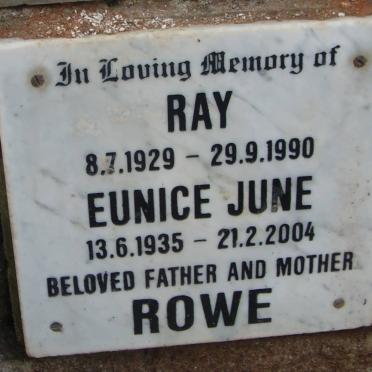 In Loving Memory of
RAY
8.7.1929 - 29.9.1990
EUNICE JUNE
13.6.1935 - 21.2.2004
BELOVED FATHER AND MOTHER
ROWE